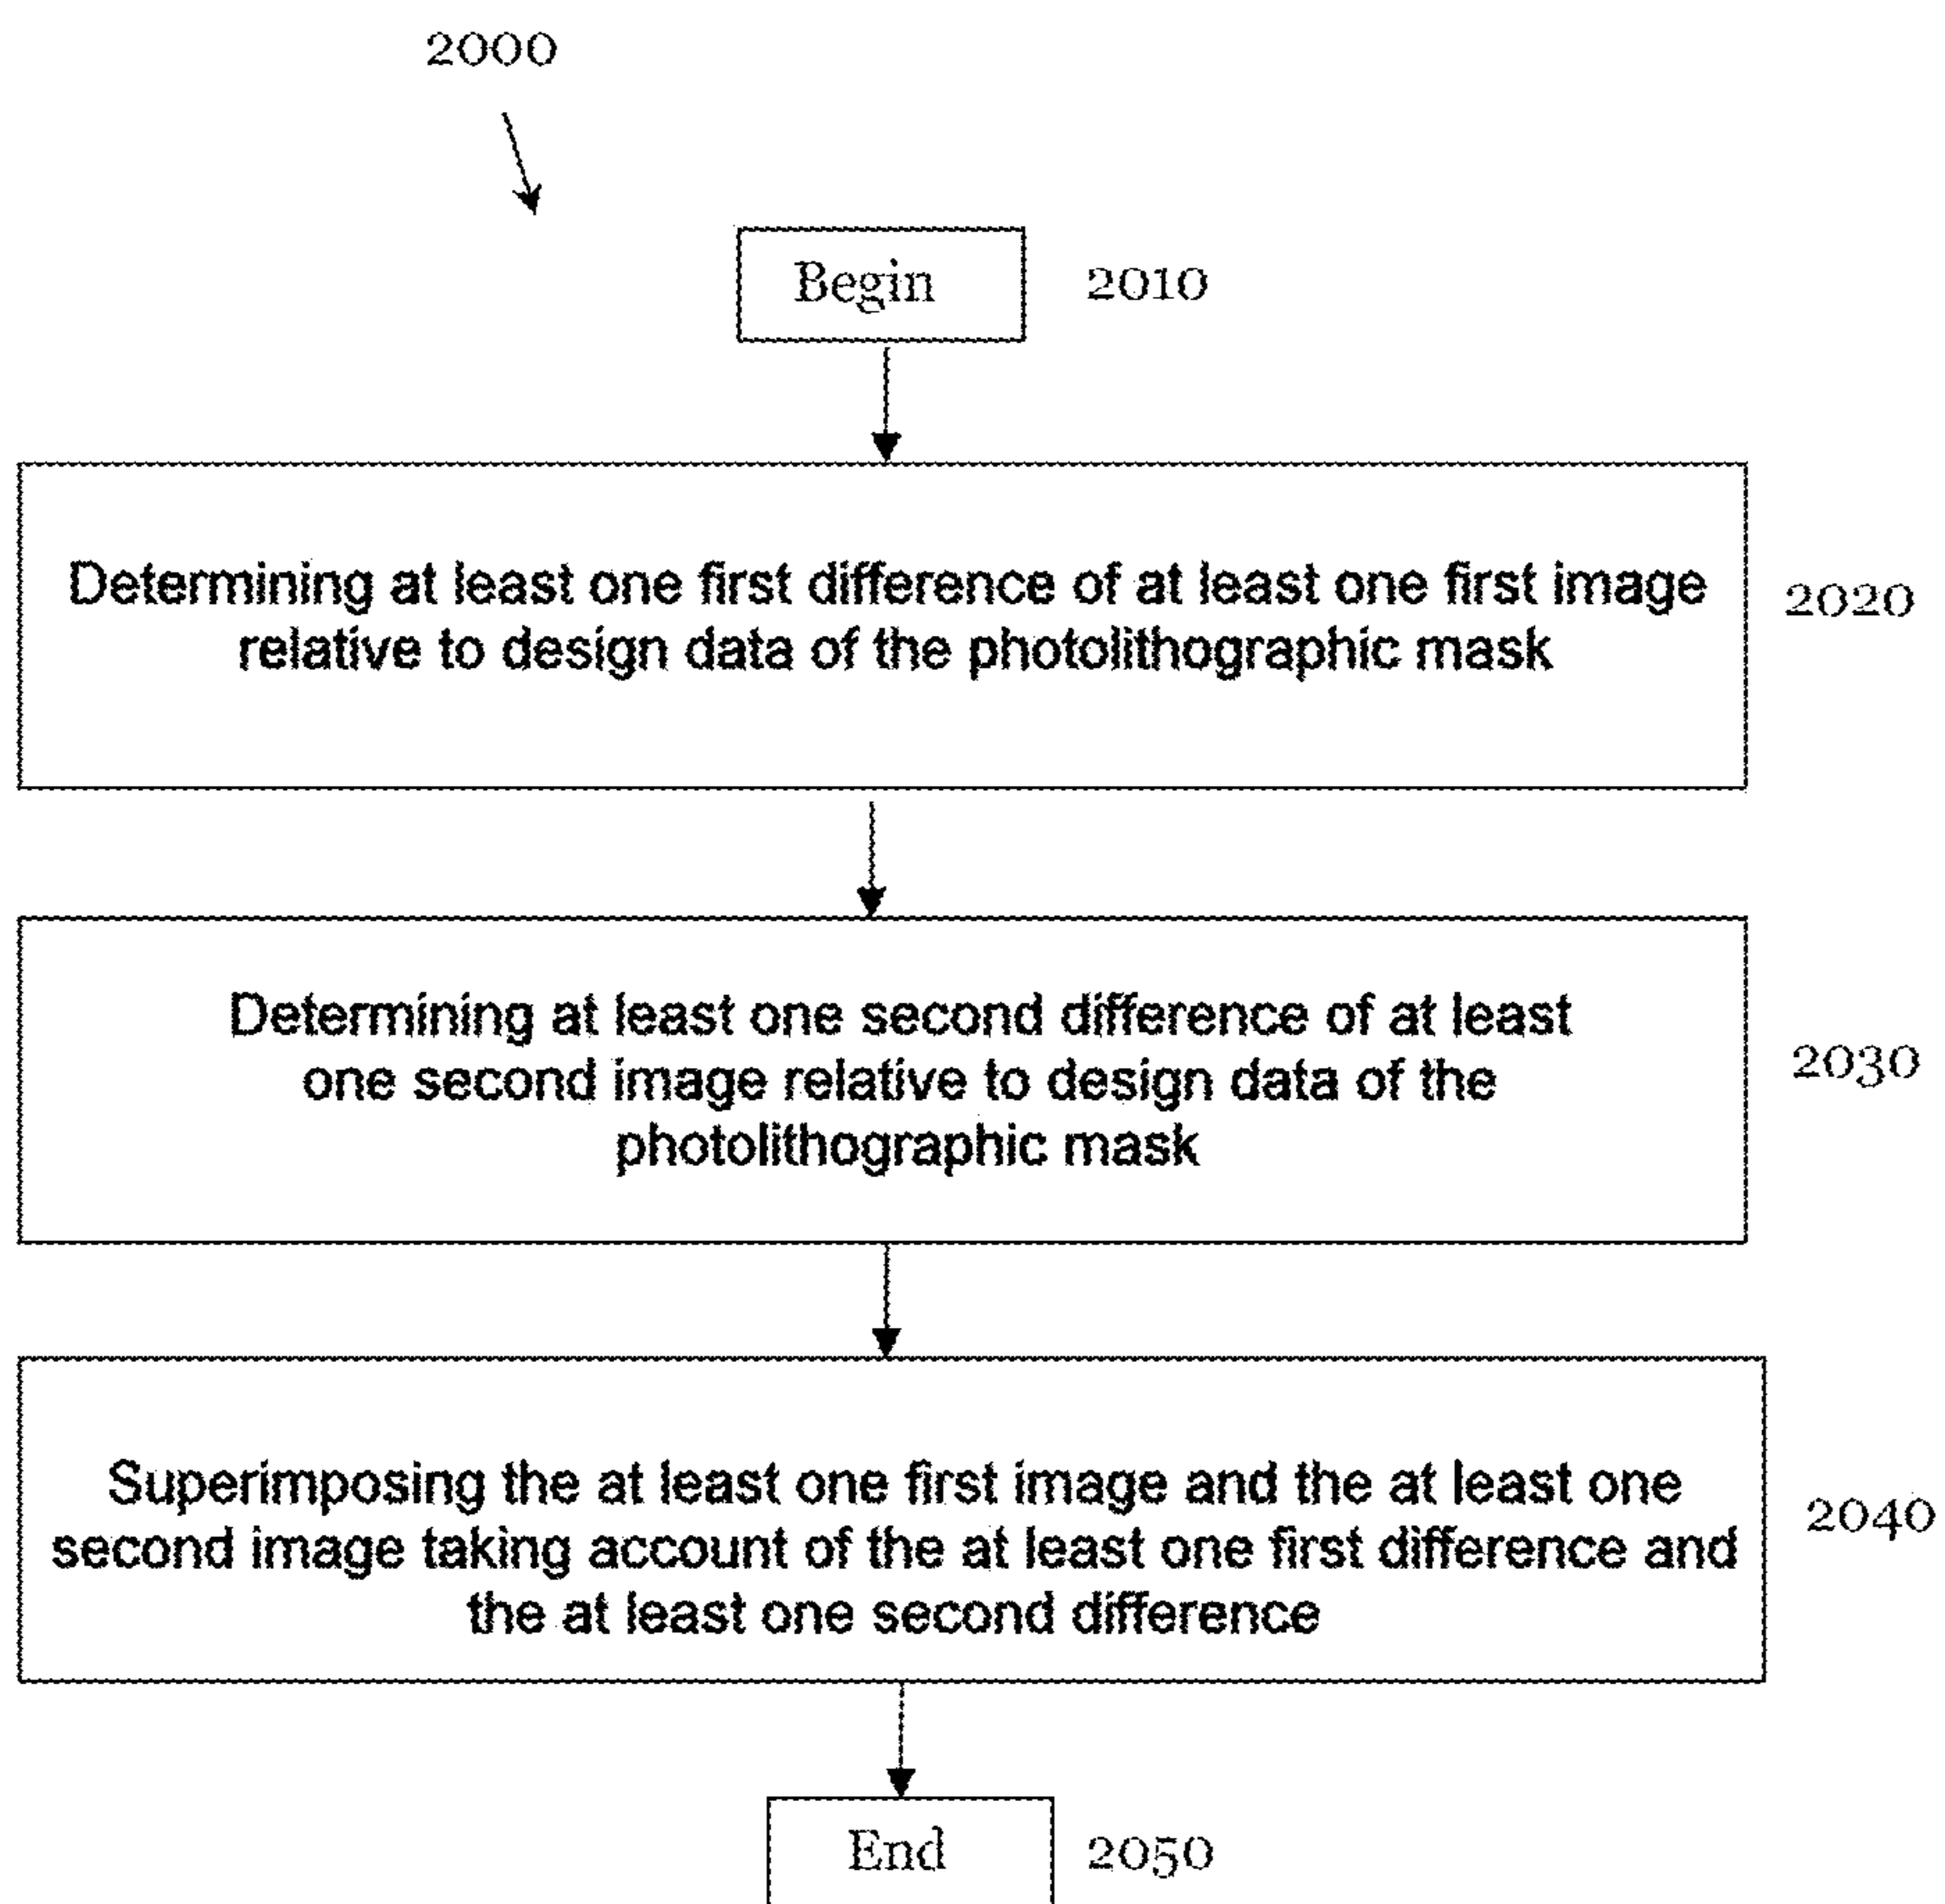 2000
Begin
2010
Determining at least one first difference of at least one first image
relative to design data of the photolithographic mask
2020
Determining at least one second difference of at least
one second image relative to design data of the
photolithographic mask
2030
Superimposing the at least one first image and the at least one
second image taking account of the at least one first difference and
the at least one second difference
2040
End
2050